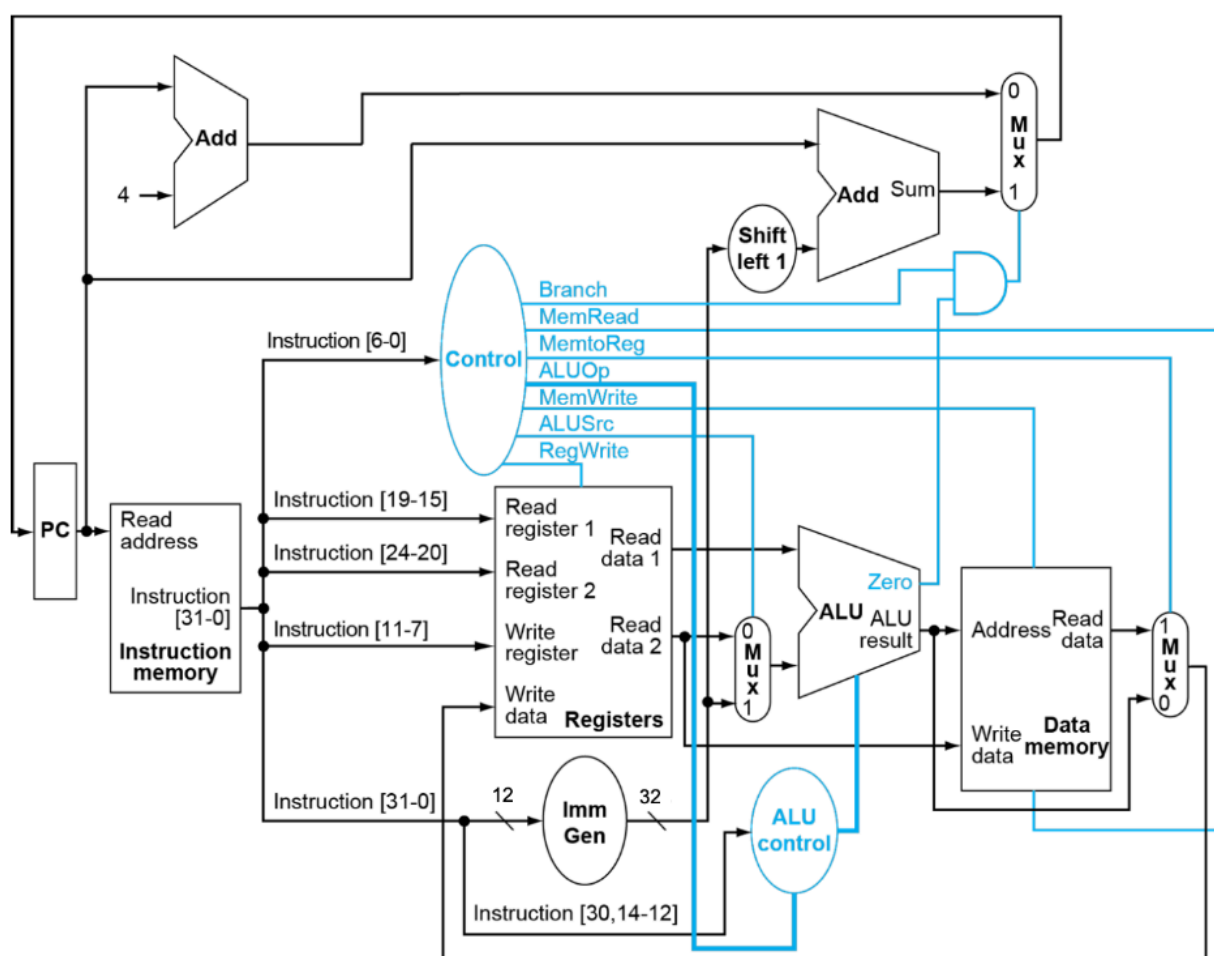 Add
4
0
Mux
1
Add Sum
Shift
left 1
Branch
MemRead
MemtoReg
ALUOp
MemWrite
ALUSrc
RegWrite
Control
Instruction [6-0]
Instruction [19-15]
Instruction [24-20]
Instruction [11-7]
PC
Read
address
Instruction
[31-0]
Instruction
memory
Read
register 1
Read
register 2
Write
register
Write
data
Read
data 1
Read
data 2
Registers
0
Mux
1
Zero
ALU
ALU
result
Address
Read
data
Write
data
Data
memory
1
Mux
0
Instruction [31-0]
12
Imm
Gen
32
ALU
control
Instruction [30,14-12]